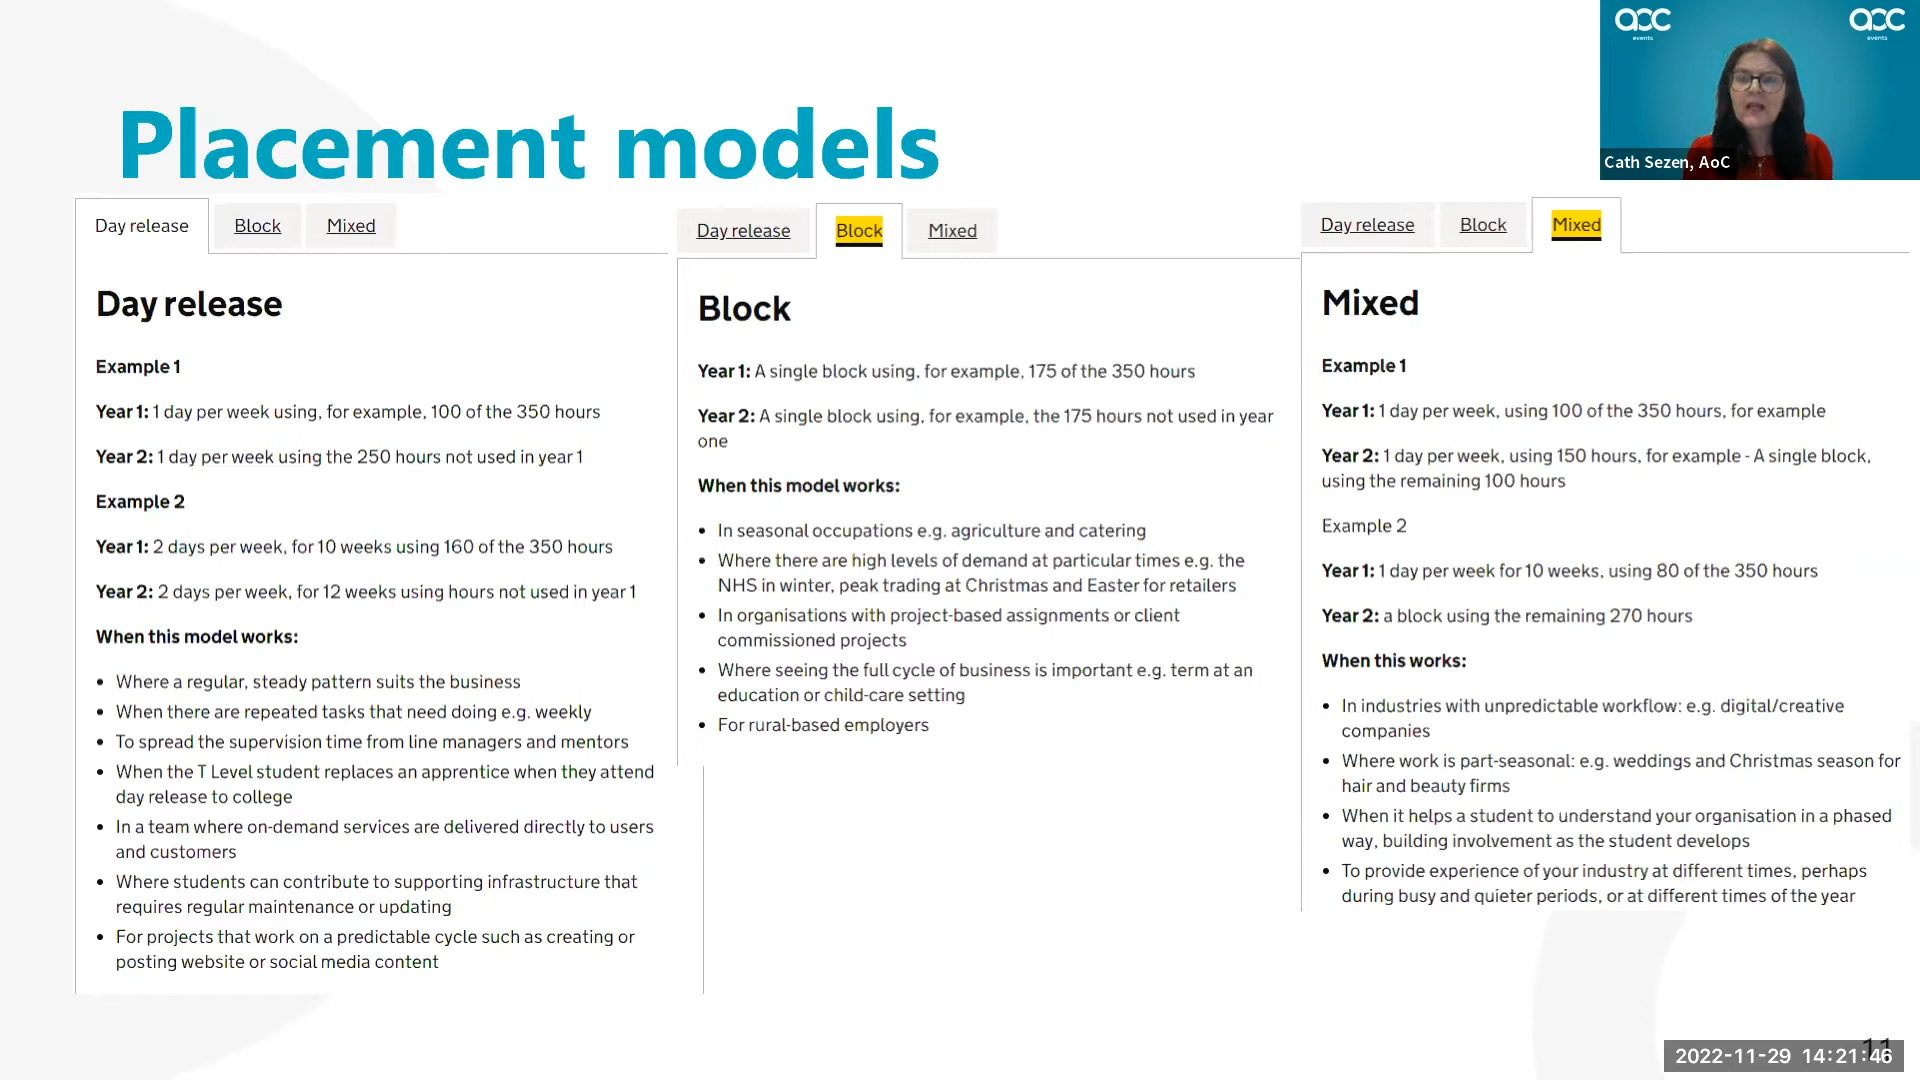 Placement models
aoc
events
aoc
events
Cath Sezen, AoC
Day release
Block
Mixed
Day release
Example 1
Year 1: 1 day per week using, for example, 100 of the 350 hours
Year 2: 1 day per week using the 250 hours not used in year 1
Example 2
Year 1: 2 days per week, for 10 weeks using 160 of the 350 hours
Year 2: 2 days per week, for 12 weeks using hours not used in year 1
When this model works:
• Where a regular, steady pattern suits the business
• When there are repeated tasks that need doing e.g. weekly
• To spread the supervision time from line managers and mentors
• When the T Level student replaces an apprentice when they attend
day release to college
• In a team where on-demand services are delivered directly to users
and customers
• Where students can contribute to supporting infrastructure that
requires regular maintenance or updating
• For projects that work on a predictable cycle such as creating or
posting website or social media content
Day release
Block
Mixed
Block
Year 1: A single block using, for example, 175 of the 350 hours
Year 2: A single block using, for example, the 175 hours not used in year
one
When this model works:
• In seasonal occupations e.g. agriculture and catering
• Where there are high levels of demand at particular times e.g. the
NHS in winter, peak trading at Christmas and Easter for retailers
• In organisations with project-based assignments or client
commissioned projects
• Where seeing the full cycle of business is important e.g. term at an
education or child-care setting
• For rural-based employers
Day release
Block
Mixed
Mixed
Example 1
Year 1: 1 day per week, using 100 of the 350 hours, for example
Year 2: 1 day per week, using 150 hours, for example - A single block,
using the remaining 100 hours
Example 2
Year 1: 1 day per week for 10 weeks, using 80 of the 350 hours
Year 2: a block using the remaining 270 hours
When this works:
• In industries with unpredictable workflow: e.g. digital/creative
companies
• Where work is part-seasonal: e.g. weddings and Christmas season for
hair and beauty firms
• When it helps a student to understand your organisation in a phased
way, building involvement as the student develops
• To provide experience of your industry at different times, perhaps
during busy and quieter periods, or at different times of the year
11
2022-11-29 14:21:46